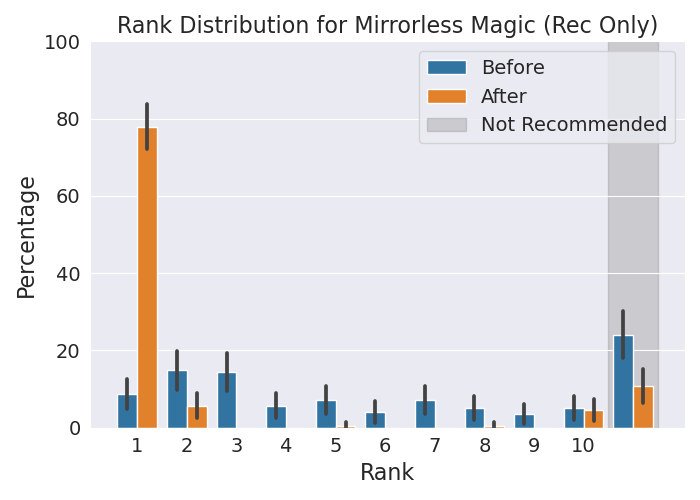 Rank Distribution for Mirrorless Magic (Rec Only)
Before
After
Not Recommended
100
80
60
40
20
0
Percentage
1 2 3 4 5 6 7 8 9 10
Rank